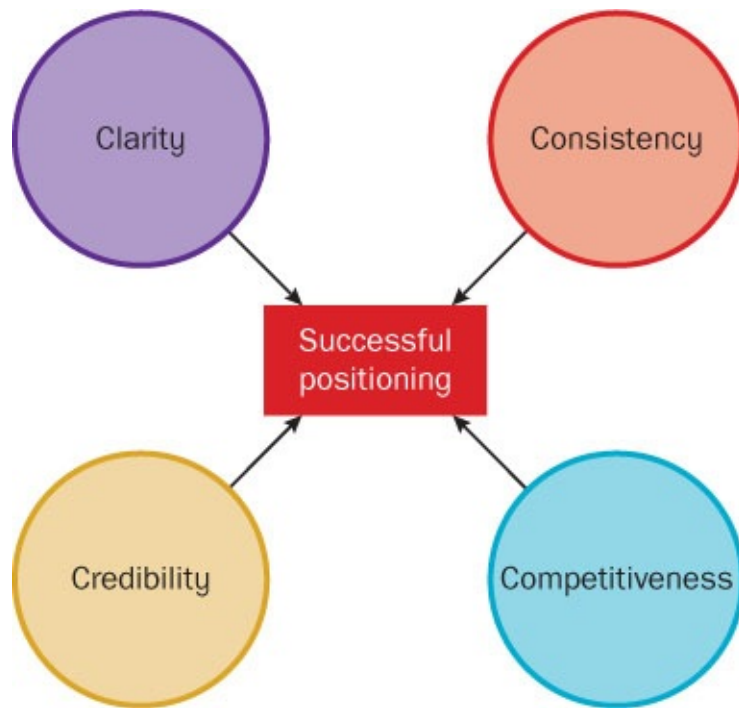 Clarity
Consistency
Successful
positioning
Credibility
Competitiveness